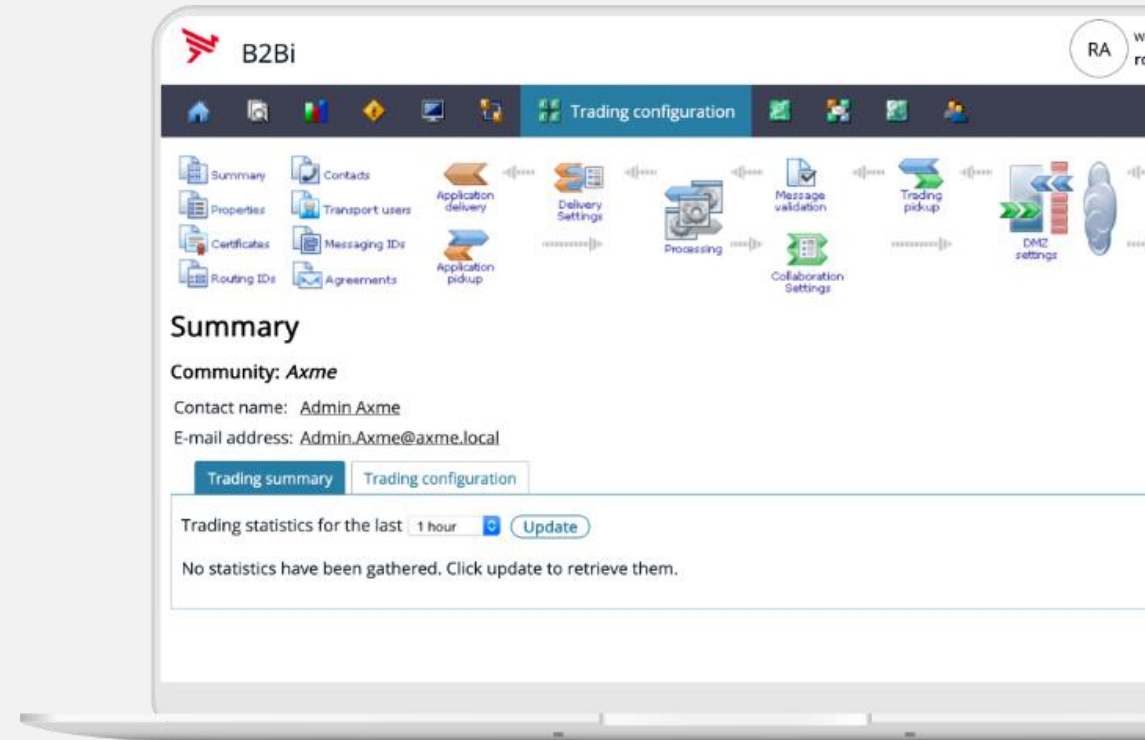 B2Bi
RA
Trading configuration
Summary
Contacts
Properties
Transport users
Certificates
Messaging IDs
Routing IDs
Agreements
Application
delivery
Application
pickup
Delivery
Settings
Processing
Message
validation
Collaboration
Settings
Trading
pickup
DMZ
settings
Summary
Community: Axme
Contact name: Admin Axme
E-mail address: Admin.Axme@axme.local
Trading summary
Trading configuration
Trading statistics for the last 1 hour Update
No statistics have been gathered. Click update to retrieve them.